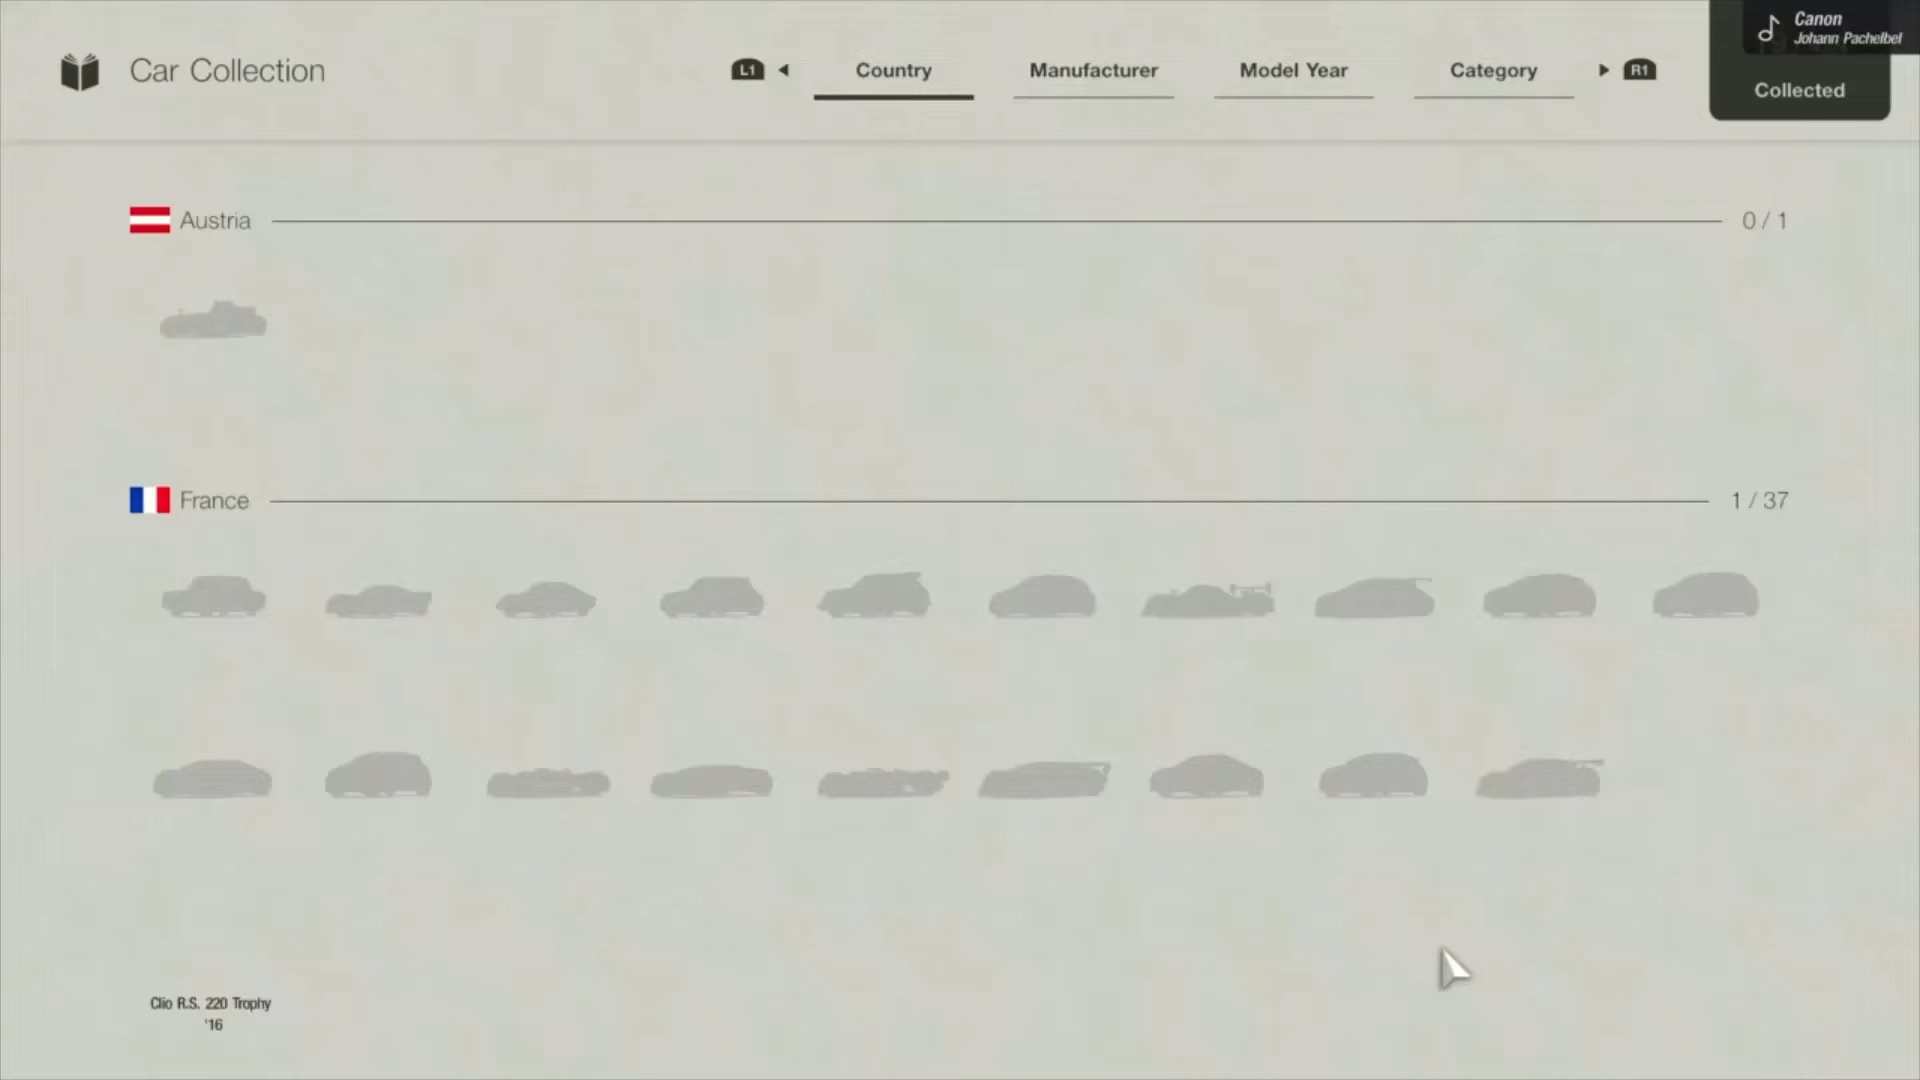 Canon
Johann Pachelbel
Car Collection
L1
Country
Manufacturer
Model Year
Category
R1
Collected
Austria
0 / 1
France
1 / 37
Clio R.S. 220 Trophy
'16